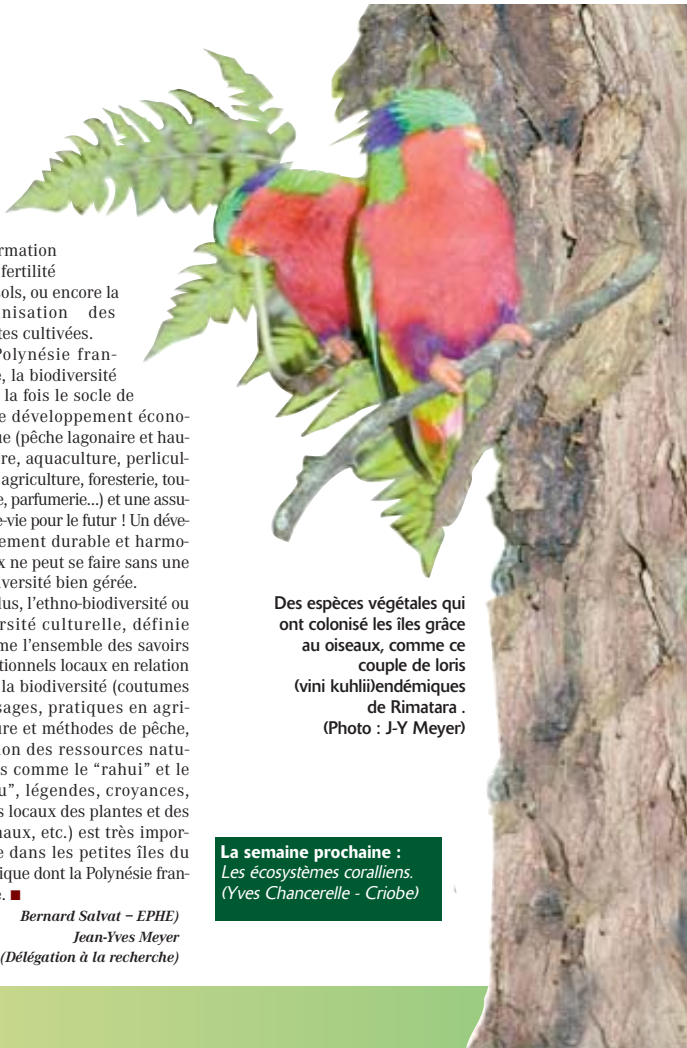 rmation
fertilité
ols, ou encore la
nisation des
tes cultivées.
Polynésie fran-
e, la biodiversité
la fois le socle de
e développement écono-
ue (pêche lagonaire et hau-
re, aquaculture, perlicul-
agriculture, foresterie, tou-
e, parfumerie...) et une assu-
e-vie pour le futur ! Un déve-
ement durable et harmo-
x ne peut se faire sans une
iversité bien gérée.
lus, l’ethno-biodiversité ou
rsité culturelle, définie
me l’ensemble des savoirs
tionnels locaux en relation
la biodiversité (coutumes
sages, pratiques en agri-
ure et méthodes de pêche,
ion des ressources natu-
s comme le “rahui” et le
u”, légendes, croyances,
s locaux des plantes et des
naux, etc.) est très impor-
e dans les petites îles du
ique dont la Polynésie fran-
e. ■
Bernard Salvat – EPHE)
Jean-Yves Meyer
(Délégation à la recherche)
Des espèces végétales qui
ont colonisé les îles grâce
au oiseaux, comme ce
couple de loris
(vini kuhlii)endémiques
de Rimatara .
(Photo : J-Y Meyer)
La semaine prochaine :
Les écosystèmes coralliens.
(Yves Chancerelle - Criobe)